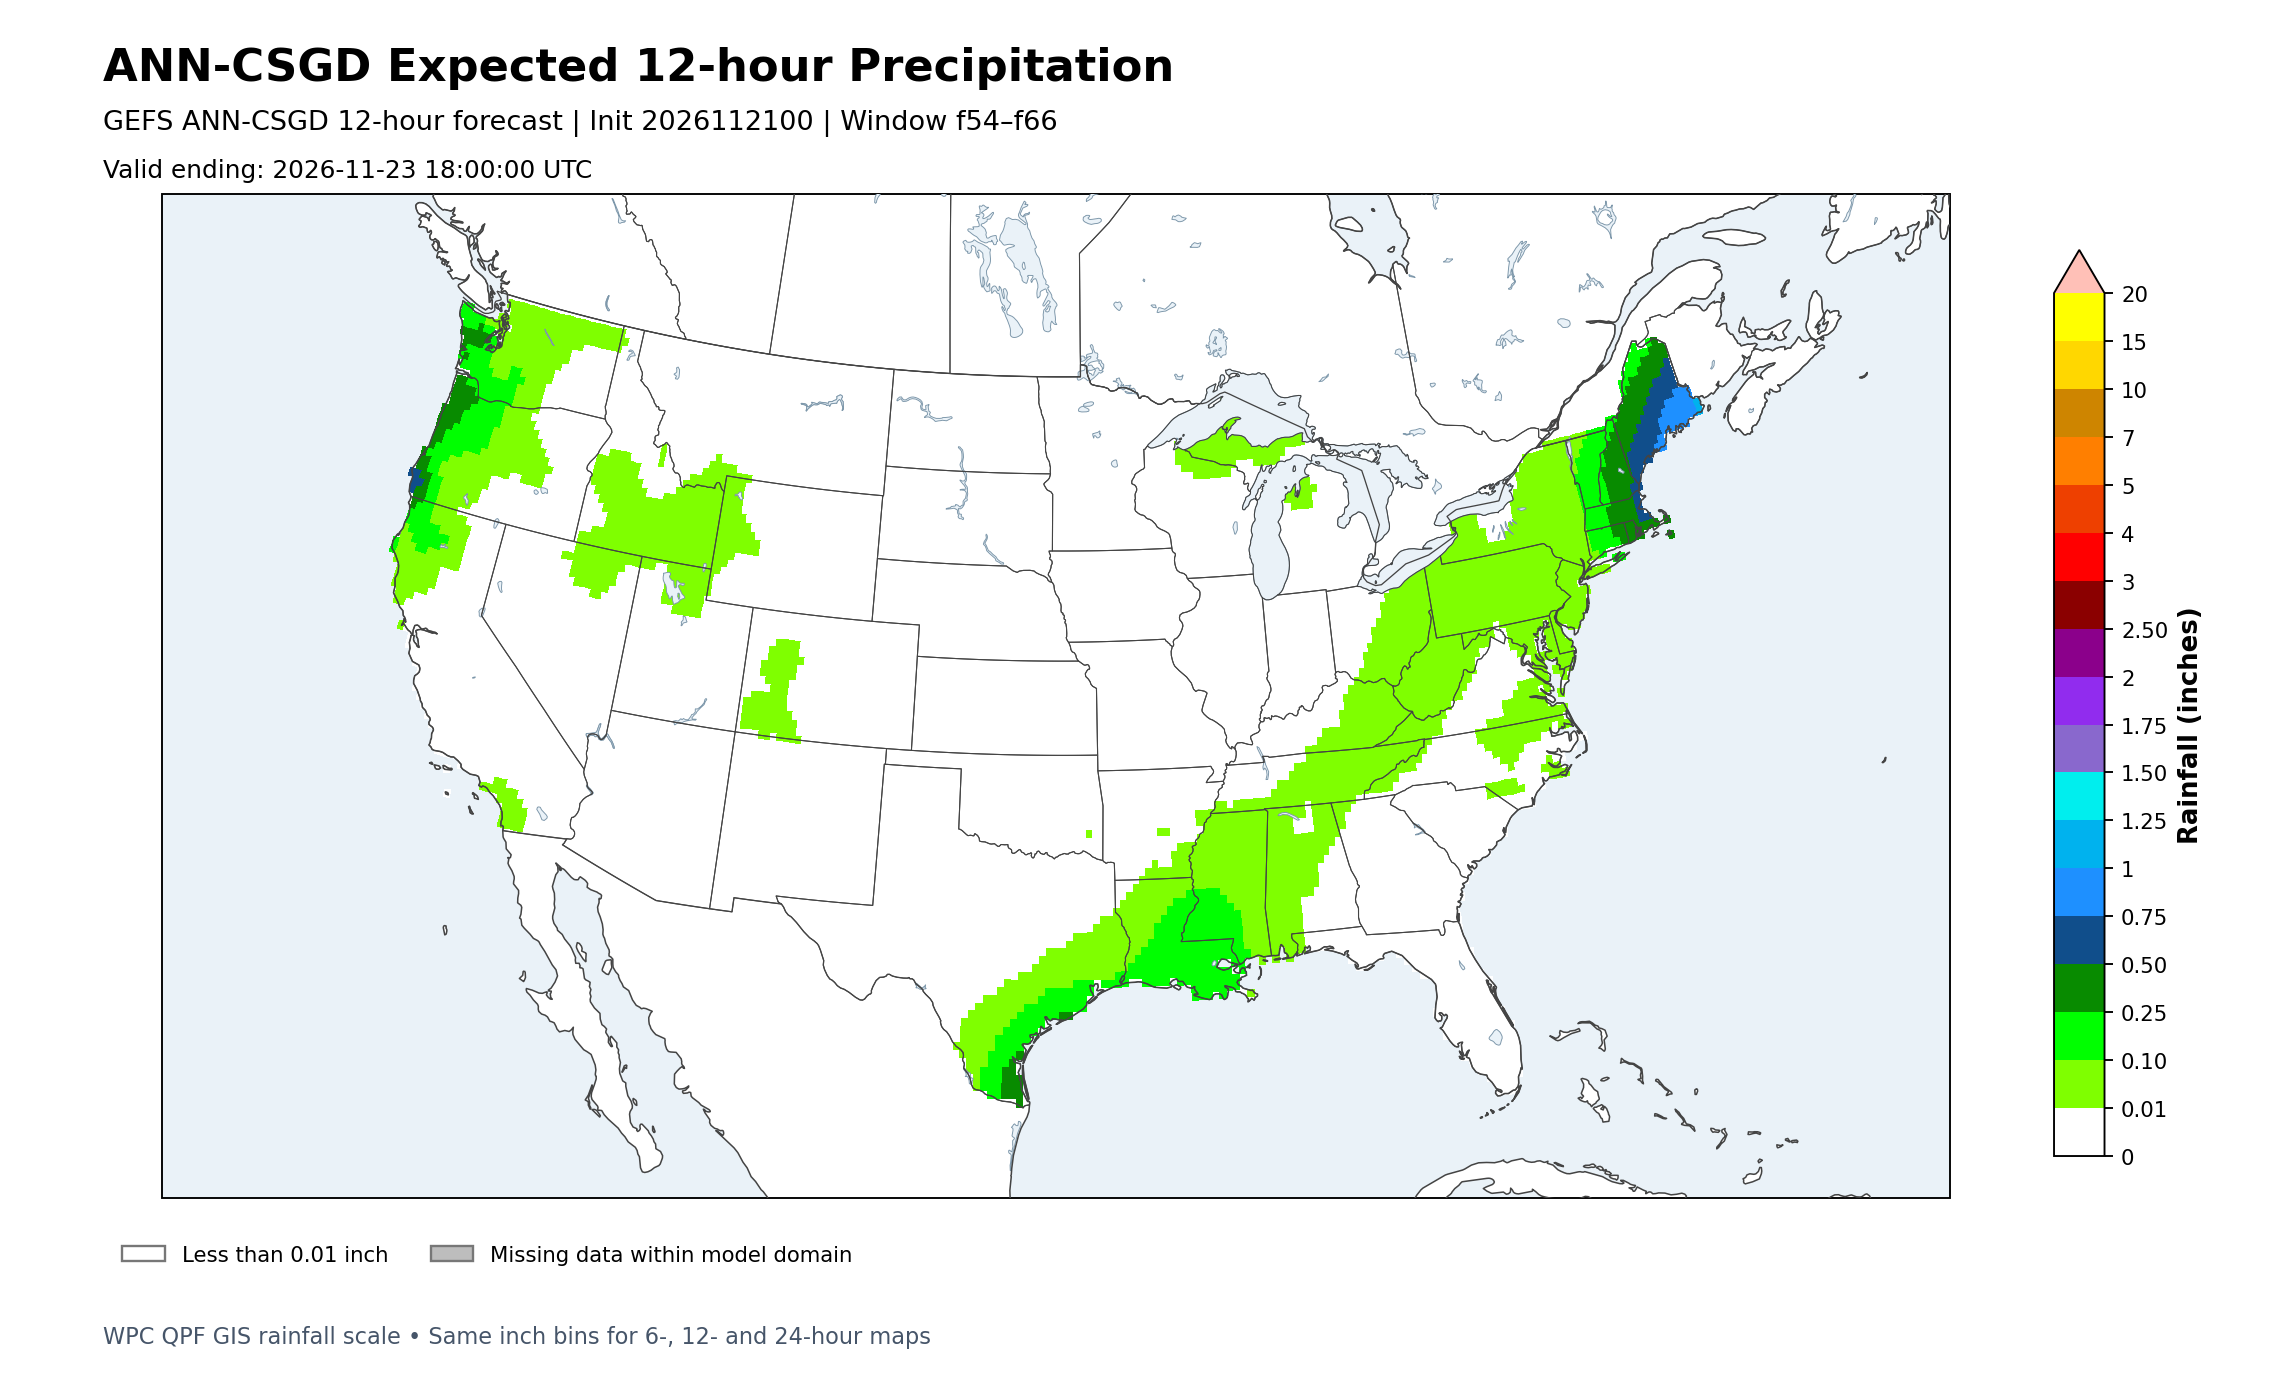 ANN-CSGD Expected 12-hour Precipitation
GEFS ANN-CSGD 12-hour forecast | Init 2026112100 | Window f54–f66
Valid ending: 2026-11-23 18:00:00 UTC
20
15
10
7
5
4
3
2.50
2
1.75
1.50
1.25
1
0.75
0.50
0.25
0.10
0.01
0
Rainfall (inches)
Less than 0.01 inch
Missing data within model domain
WPC QPF GIS rainfall scale • Same inch bins for 6-, 12- and 24-hour maps